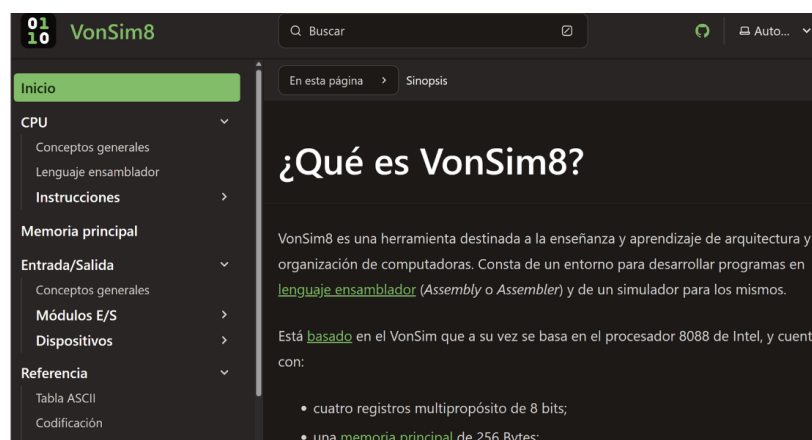 01
10
VonSim8
Buscar
Auto...
Inicio
CPU
Conceptos generales
Lenguaje ensamblador
Instrucciones
Memoria principal
Entrada/Salida
Conceptos generales
Módulos E/S
Dispositivos
Referencia
Tabla ASCII
Codificación
En esta página
Sinopsis
¿Qué es VonSim8?
VonSim8 es una herramienta destinada a la enseñanza y aprendizaje de arquitectura y
organización de computadoras. Consta de un entorno para desarrollar programas en
lenguaje ensamblador (Assembly o Assembler) y de un simulador para los mismos.
Está basado en el VonSim que a su vez se basa en el procesador 8088 de Intel, y cuent
con:
• cuatro registros multipropósito de 8 bits;
• una memoria principal de 256 Bytes;